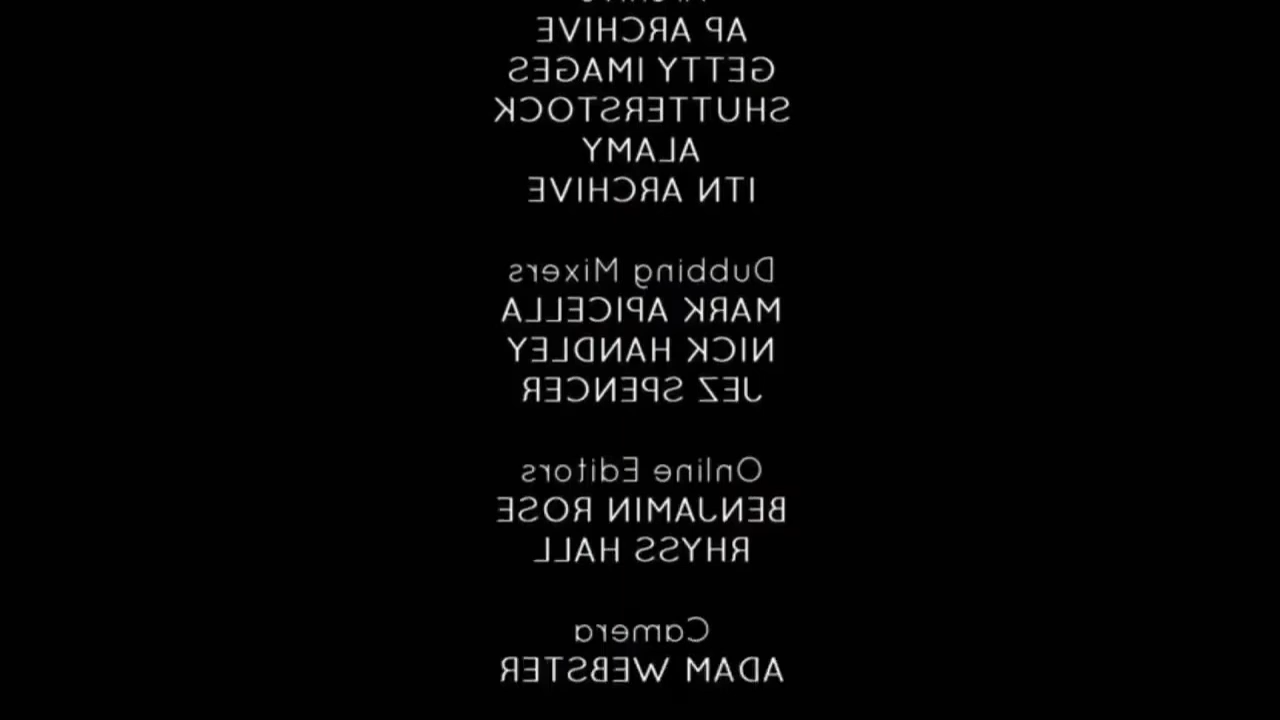 AP ARCHIVE
GETTY IMAGES
SHUTTERSTOCK
ALAMY
ITN ARCHIVE
Dubbing Mixers
MARK APICELLA
NICK HANDLEY
JEZ SPENCER
Online Editors
BENJAMIN ROSE
RHYSS HALL
Camera
ADAM WEBSTER